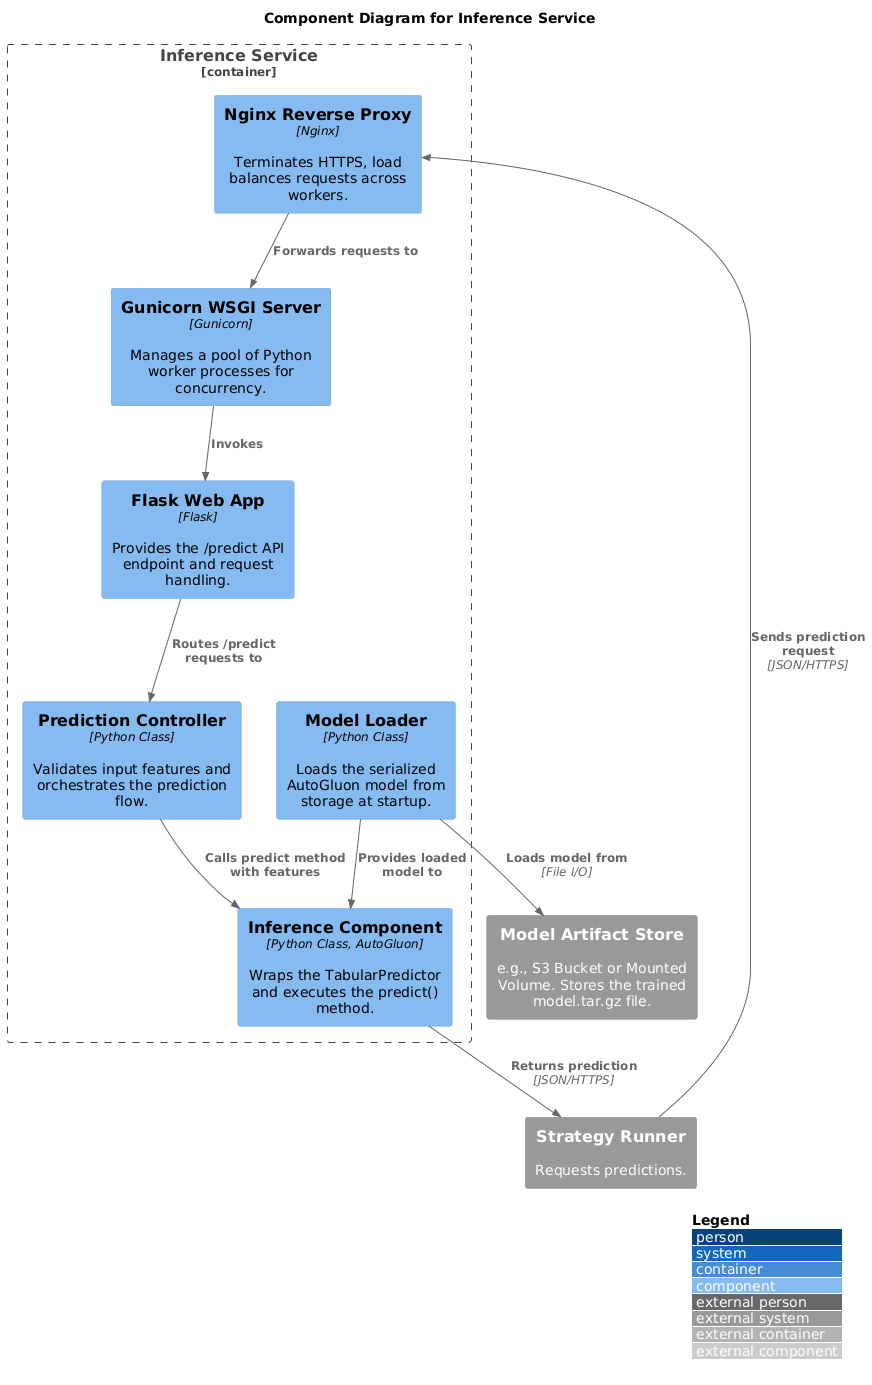 Component Diagram for Inference Service
Inference Service
[container]
Nginx Reverse Proxy
[Nginx]
Terminates HTTPS, load
balances requests across
workers.
Forwards requests to
Gunicorn WSGI Server
[Gunicorn]
Manages a pool of Python
worker processes for
concurrency.
Invokes
Flask Web App
[Flask]
Provides the /predict API
endpoint and request
handling.
Routes /predict
requests to
Sends prediction
request
[JSON/HTTPS]
Prediction Controller
[Python Class]
Validates input features and
orchestrates the prediction
flow.
Model Loader
[Python Class]
Loads the serialized
AutoGluon model from
storage at startup.
Calls predict method
with features
Provides loaded
model to
Loads model from
[File I/O]
Inference Component
[Python Class, AutoGluon]
Wraps the TabularPredictor
and executes the predict()
method.
Model Artifact Store
e.g., S3 Bucket or Mounted
Volume. Stores the trained
model.tar.gz file.
Returns prediction
[JSON/HTTPS]
Strategy Runner
Requests predictions.
Legend
person
system
container
component
external person
external system
external container
external component